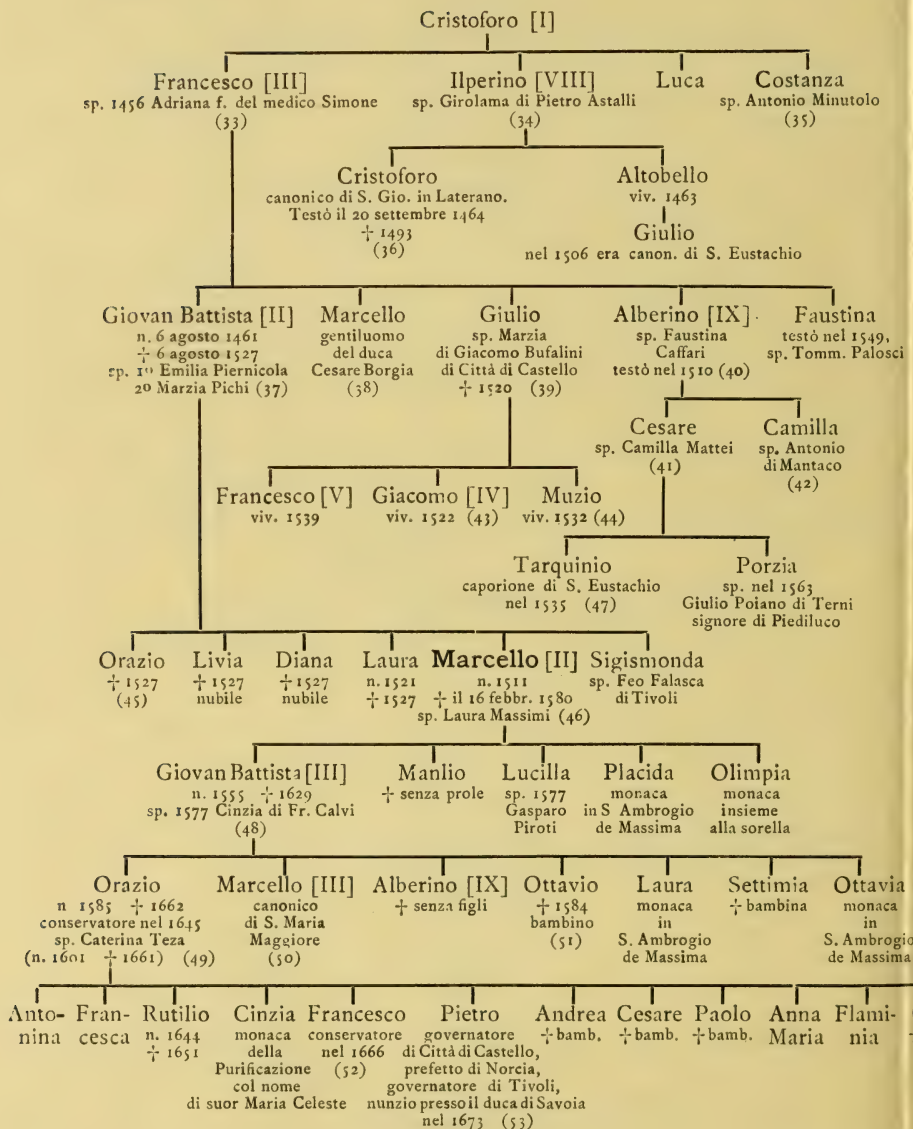 Cristoforo [I]
Francesco [III]
sp. 1456 Adriana f. del medico Simone
(33)
Ilperino [VIII]
sp. Girolama di Pietro Astalli
(34)
Luca
Costanza
sp. Antonio Minutolo
(35)
Cristoforo
canonico di S. Gio. in Laterano.
Testò il 20 settembre 1464
✝ 1493
(36)
Altobello
viv. 1463
Giulio
nel 1506 era canon. di S. Eustachio
Giovan Battista [II]
n. 6 agosto 1461
✝ 6 agosto 1527
sp. 1º Emilia Piernicola
2o Marzia Pichi (37)
Marcello
gentiluomo
del duca
Cesare Borgia
(38)
Giulio
sp. Marzia
di Giacomo Bufalini
di Città di Castello
✝ 1520 (39)
Alberino [IX]
sp. Faustina
Caffari
testò nel 1510 (40)
Faustina
testò nel 1549,
sp. Tomm. Palosci
Cesare
sp. Camilla Mattei
(41)
Camilla
sp. Antonio
di Mantaco
(42)
Francesco [V]
viv. 1539
Giacomo [IV]
viv. 1522 (43)
Muzio
viv. 1532 (44)
Tarquinio
caporione di S. Eustachio
nel 1535 (47)
Porzia
sp. nel 1563
Giulio Poiano di Terni
signore di Piediluco
Orazio
✝ 1527
(45)
Livia
✝ 1527
nubile
Diana
✝ 1527
nubile
Laura
n. 1521
✝ 1527
Marcello [II]
n. 1511
✝ il 16 febbr. 1580
sp. Laura Massimi (46)
Sigismonda
sp. Feo Falasca
di Tivoli
Giovan Battista [III]
n. 1555 ✝ 1629
sp. 1577 Cinzia di Fr. Calvi
(48)
Manlio
✝ senza prole
Lucilla
sp. 1577
Gasparo
Piroti
Placida
monaca
in S Ambrogio
de Massima
Olimpia
monaca
insieme
alla sorella
Orazio
n 1585 ✝ 1662
conservatore nel 1645
sp. Caterina Teza
(n. 1601 ✝ 1661) (49)
Marcello [III]
canonico
di S. Maria
Maggiore
(50)
Alberino [IX]
✝ senza figli
Ottavio
✝ 1584
bambino
(51)
Laura
monaca
in
S. Ambrogio
de Massima
Settimia
✝ bambina
Ottavia
monaca
in
S. Ambrogio
de Massima
Anto-
nina
Fran-
cesca
Rutilio
n. 1644
✝ 1651
Cinzia
monaca
della
Purificazione
col nome
di suor Maria Celeste
Francesco
conservatore
nel 1666
(52)
Pietro
governatore
di Città di Castello,
prefetto di Norcia,
governatore di Tivoli,
nunzio presso il duca di Savoia
nel 1673 (53)
Andrea
✝ bamb.
Cesare
✝ bamb.
Paolo
✝ bamb.
Anna
Maria
Flami-
nia